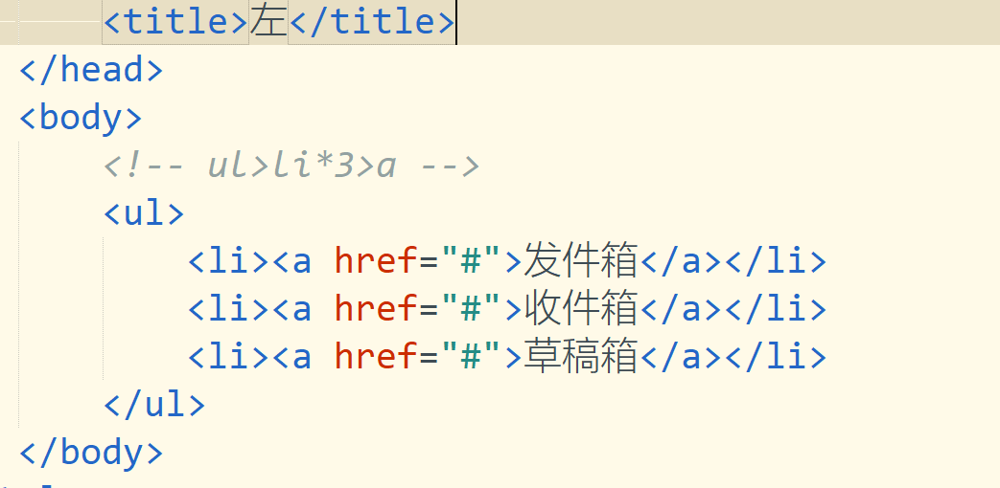 <title>左</title>
</head>
<body>
<!-- ul>li*3>a -->
<ul>
<li><a href="#">发件箱</a></li>
<li><a href="#">收件箱</a></li>
<li><a href="#">草稿箱</a></li>
</ul>
</body>